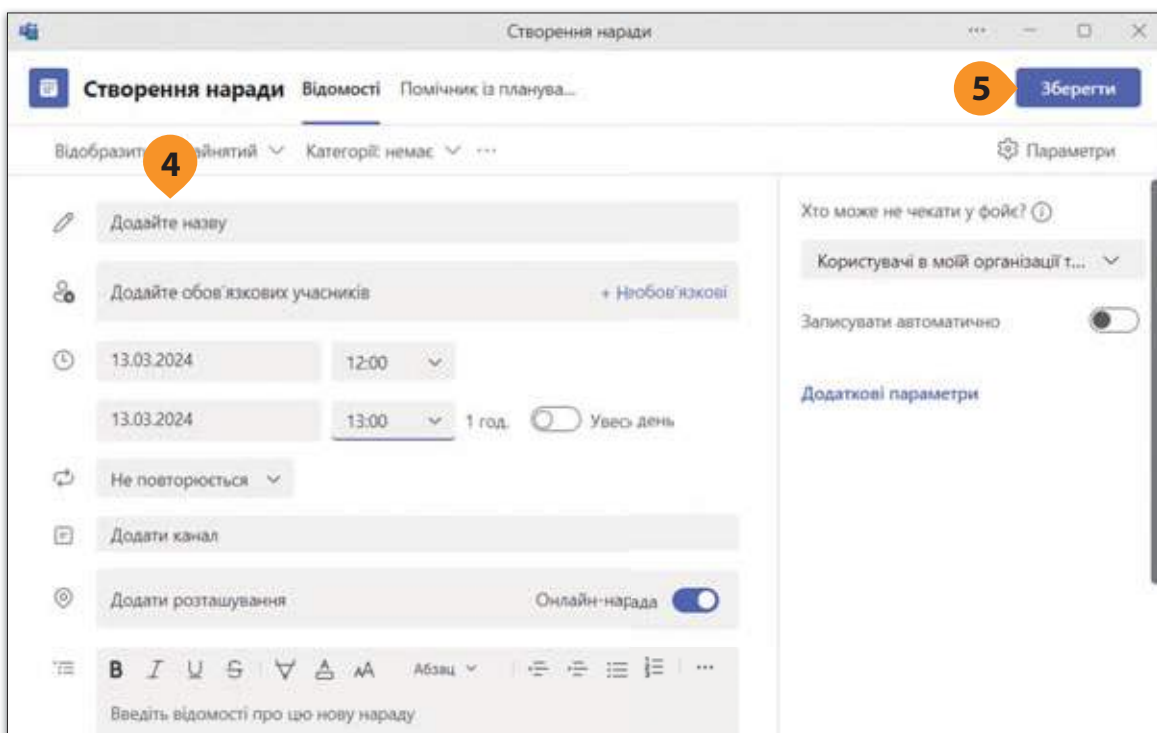 Створення наради
Створення наради Відомості Помічник із планува... 5 Зберегти
4
Категорії: немає Параметри
Додайте назву
Хто може не чекати у фойє?
Користувачі в моїй організації т...
Додайте обов'язкових учасників + Необов'язкові
Записувати автоматично
13.03.2024 12:00
Додаткові параметри
13.03.2024 13:00 1 год. Увесь день
Не повторюється
Додати канал
Додати розташування Онлайн-нарада
B I U S A AA Абзац
Введіть відомості про цю нову нараду